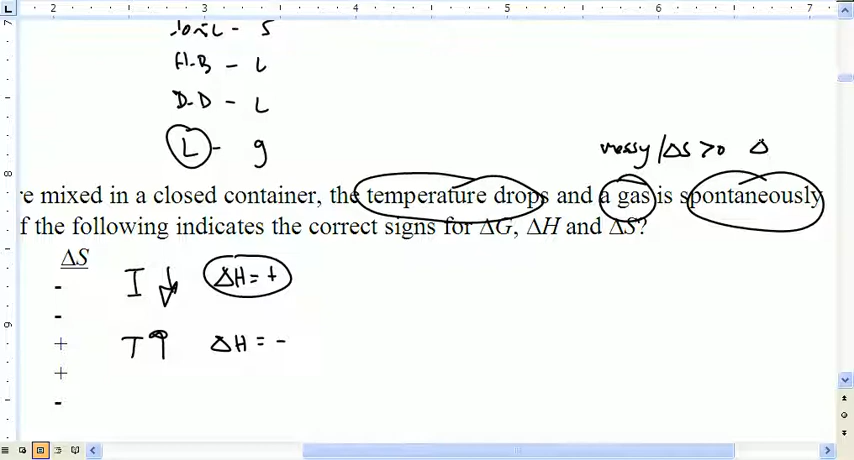 2 3 4 5 6 7
- S
H-B - L
D-D - L
L - g
messy / ΔS > 0 Δ
e mixed in a closed container, the temperature drops and a gas is spontaneously
f the following indicates the correct signs for ΔG, ΔH and ΔS?
ΔS
-
ΔH = +
-
+ T↑ ΔH = -
+
-
7
8
9